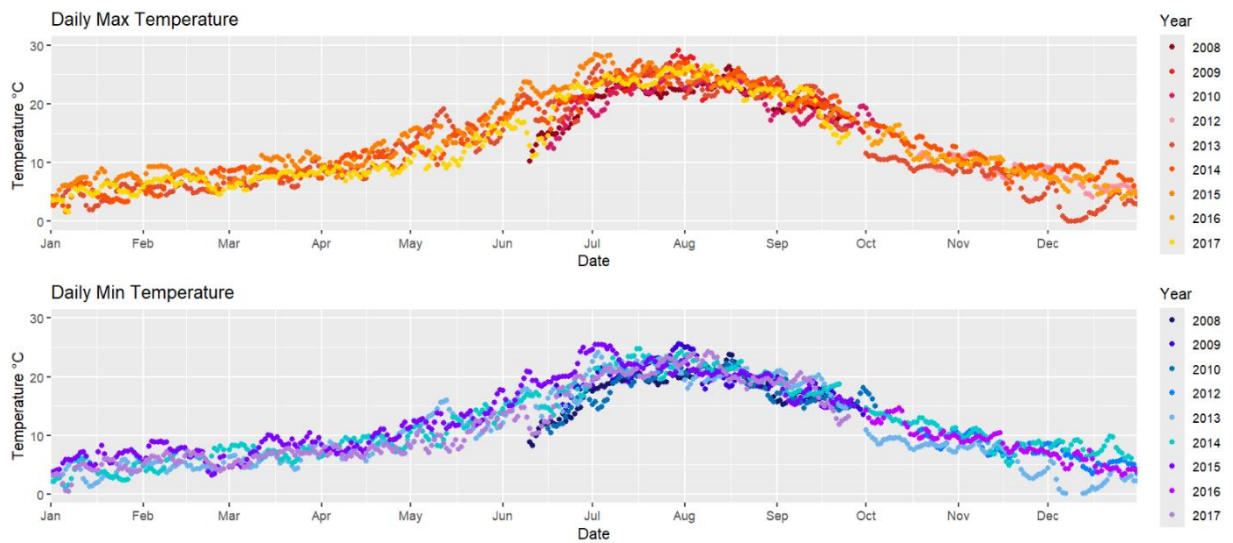 Daily Max Temperature
Temperature °C
30
20
10
0
Jan Feb Mar Apr May Jun Jul Aug Sep Oct Nov Dec
Date
Year
2008
2009
2010
2012
2013
2014
2015
2016
2017
Daily Min Temperature
Temperature °C
30
20
10
0
Jan Feb Mar Apr May Jun Jul Aug Sep Oct Nov Dec
Date
Year
2008
2009
2010
2012
2013
2014
2015
2016
2017